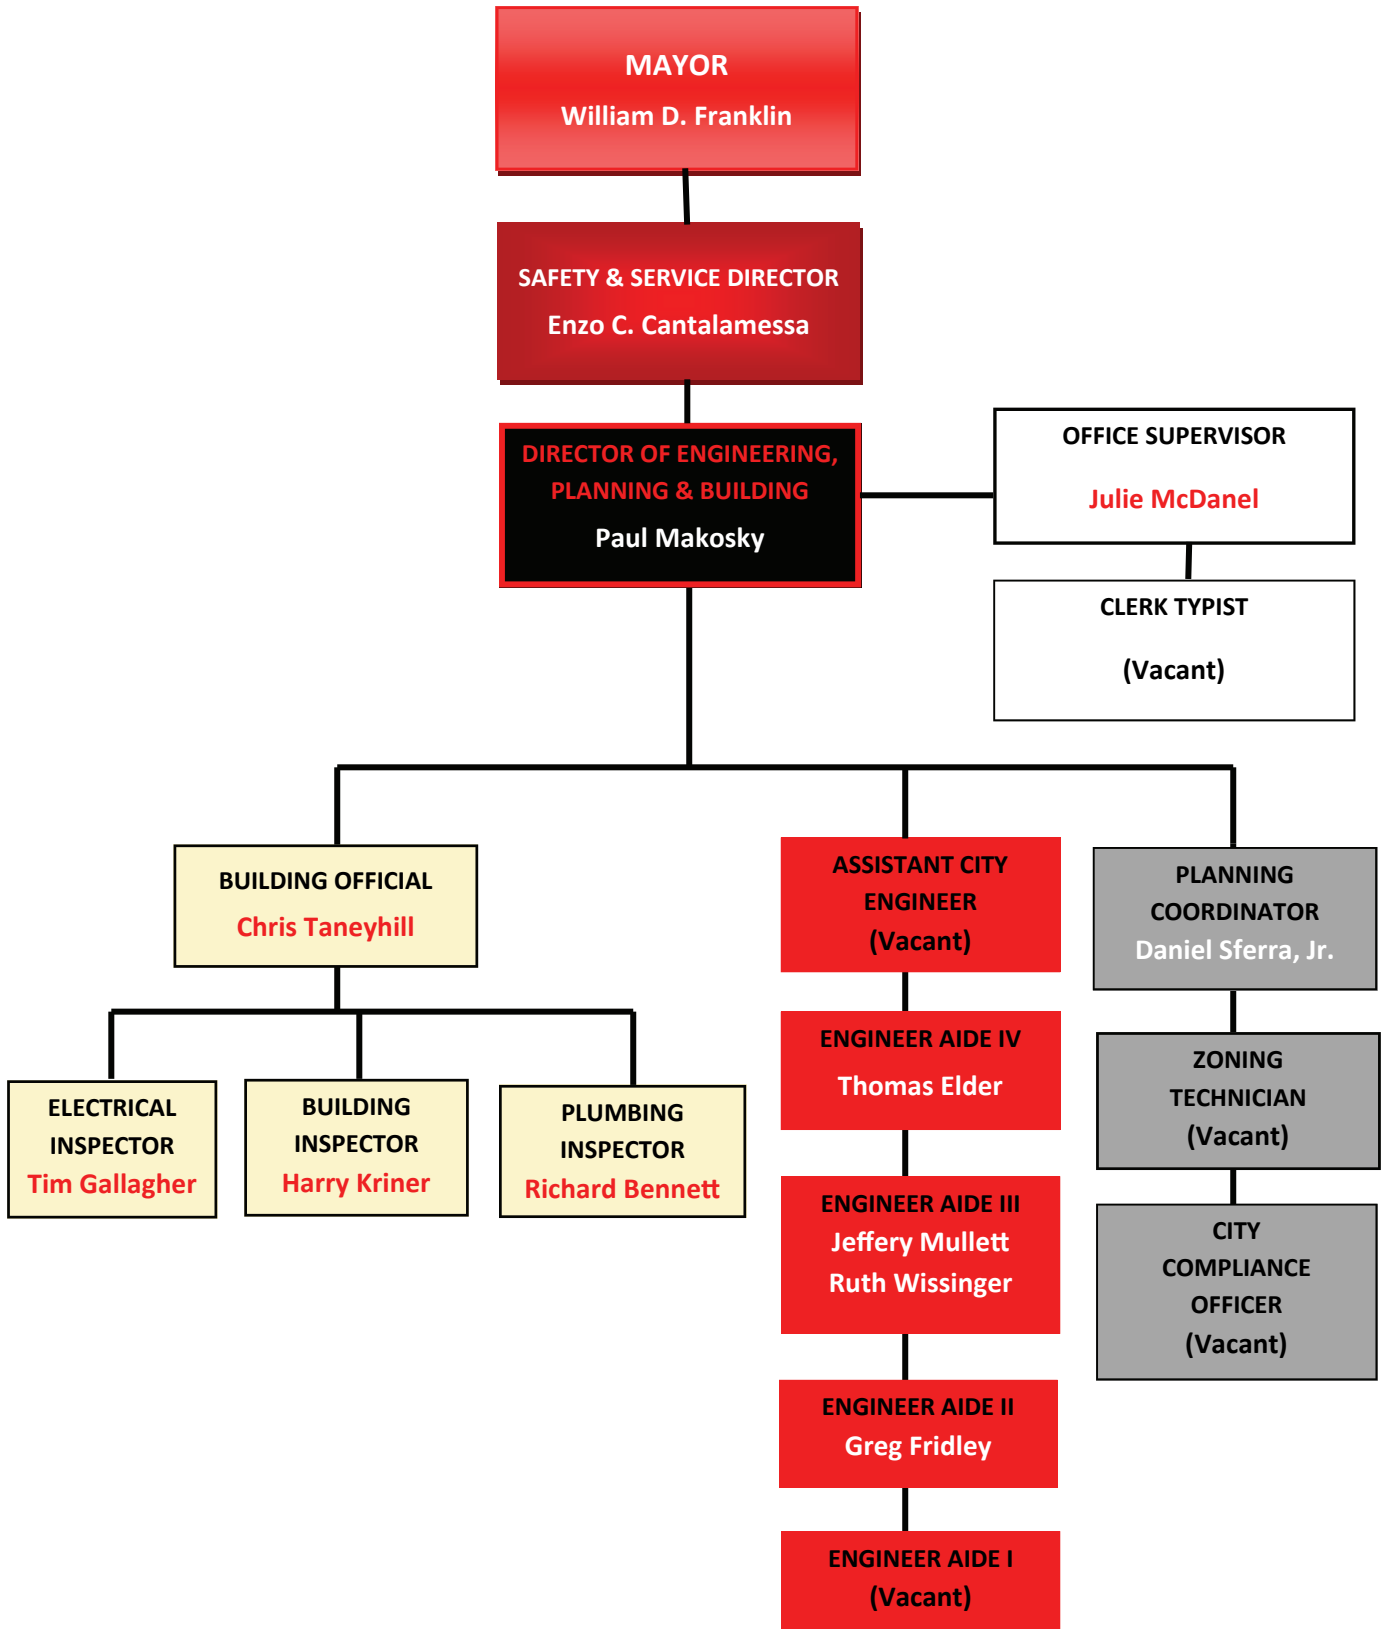 MAYOR
William D. Franklin
SAFETY & SERVICE DIRECTOR
Enzo C. Cantalamessa
DIRECTOR OF ENGINEERING,
PLANNING & BUILDING
Paul Makosky
OFFICE SUPERVISOR
Julie McDanel
CLERK TYPIST
(Vacant)
BUILDING OFFICIAL
Chris Taneyhill
ELECTRICAL
INSPECTOR
Tim Gallagher
BUILDING
INSPECTOR
Harry Kriner
PLUMBING
INSPECTOR
Richard Bennett
ASSISTANT CITY
ENGINEER
(Vacant)
ENGINEER AIDE IV
Thomas Elder
ENGINEER AIDE III
Jeffery Mullett
Ruth Wissinger
ENGINEER AIDE II
Greg Fridley
ENGINEER AIDE I
(Vacant)
PLANNING
COORDINATOR
Daniel Sferra, Jr.
ZONING
TECHNICIAN
(Vacant)
CITY
COMPLIANCE
OFFICER
(Vacant)